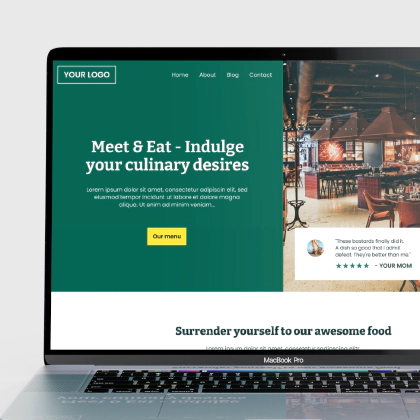 YOUR LOGO
Home About Blog Contact
Meet & Eat - Indulge
your culinary desires
Lorem ipsum dolor sit amet, consectetur adipiscin elit, sed
eiusmod tempor incidunt ut labore et dolore magna
aliqua. Ut enim ad minim veniam...
Our menu
"These bastards finally did it.
A dish so good that I admit
defeat. They're better than me."
- YOUR MOM
Surrender yourself to our awesome food
Lorem ipsum dolor sit amet, consectetur
MacBook Pro